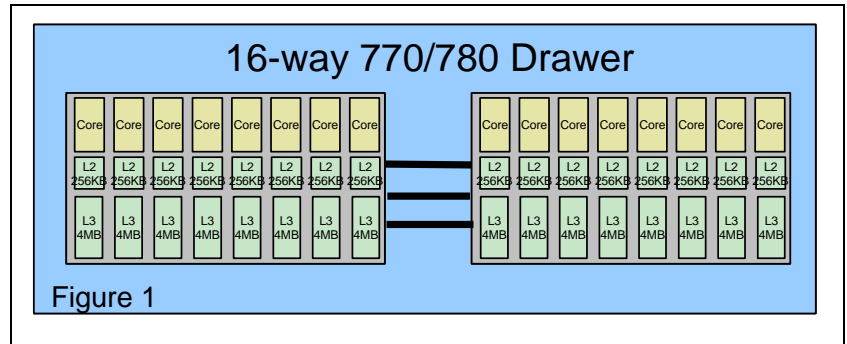 16-way 770/780 Drawer
Core Core Core Core Core Core Core Core Core Core Core Core Core Core Core Core
L2 L2 L2 L2 L2 L2 L2 L2 L2 L2 L2 L2 L2 L2 L2 L2
256KB 256KB 256KB 256KB 256KB 256KB 256KB 256KB 256KB 256KB 256KB 256KB 256KB 256KB 256KB 256KB
L3 L3 L3 L3 L3 L3 L3 L3 L3 L3 L3 L3 L3 L3 L3 L3
4MB 4MB 4MB 4MB 4MB 4MB 4MB 4MB 4MB 4MB 4MB 4MB 4MB 4MB 4MB 4MB
Figure 1